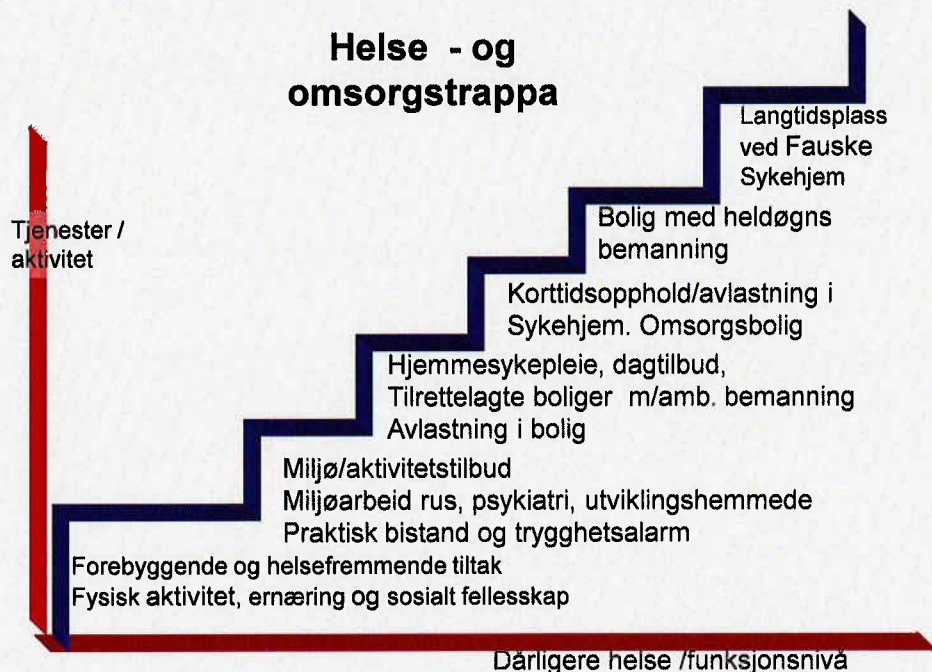 Helse - og
omsorgstrappa
Langtidsplass
ved Fauske
Sykehjem
Tjenester /
aktivitet
Bolig med heldøgns
bemanning
Korttidsopphold/avlastning i
Sykehjem. Omsorgsbolig
Hjemmesykepleie, dagtilbud,
Tilrettelagte boliger m/amb. bemanning
Avlastning i bolig
Miljø/aktivitetstilbud
Miljøarbeid rus, psykiatri, utviklingshemmede
Praktisk bistand og trygghetsalarm
Forebyggende og helsefremmende tiltak
Fysisk aktivitet, ernæring og sosialt fellesskap
Dårligere helse /funksjonsnivå